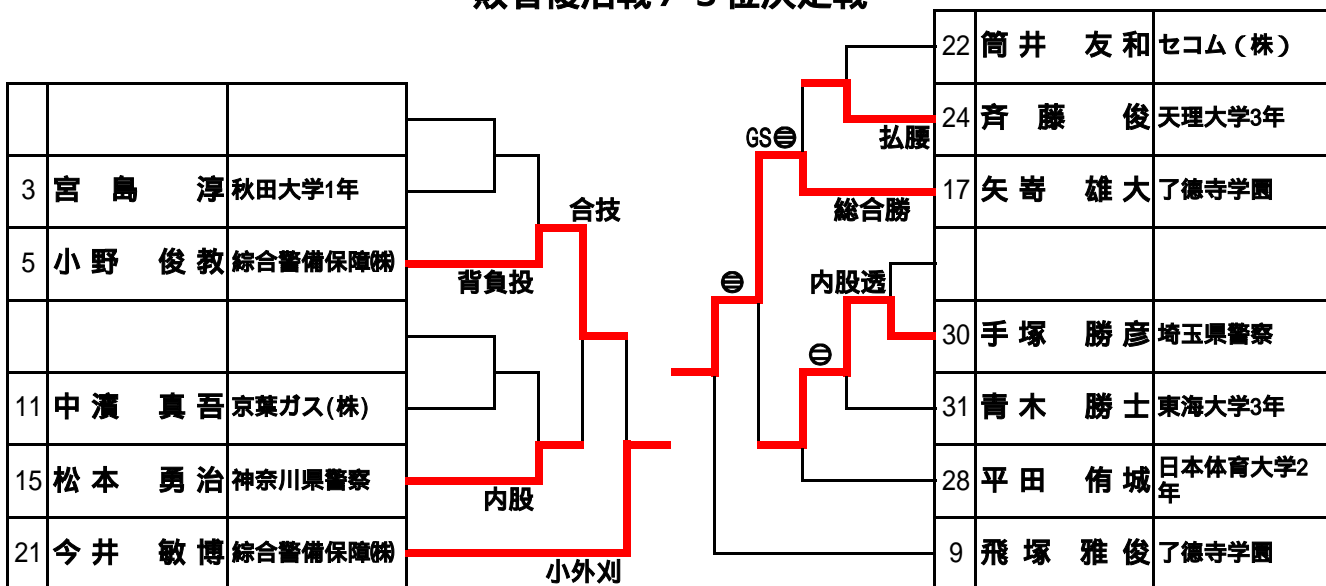 敗者復活戦／3位決定戦
3 宮島 淳 秋田大学1年
5 小野 俊教 綜合警備保障㈱
11 中濱 真吾 京葉ガス(株)
15 松本 勇治 神奈川県警察
21 今井 敏博 綜合警備保障㈱
合技
背負投
内股
小外刈
22 筒井 友和 セコム（株）
24 斉藤 俊 天理大学3年
17 矢嵜 雄大 了德寺学園
30 手塚 勝彦 埼玉県警察
31 青木 勝士 東海大学3年
28 平田 侑城 日本体育大学2
年
9 飛塚 雅俊 了德寺学園
GS
払腰
総合勝
内股透